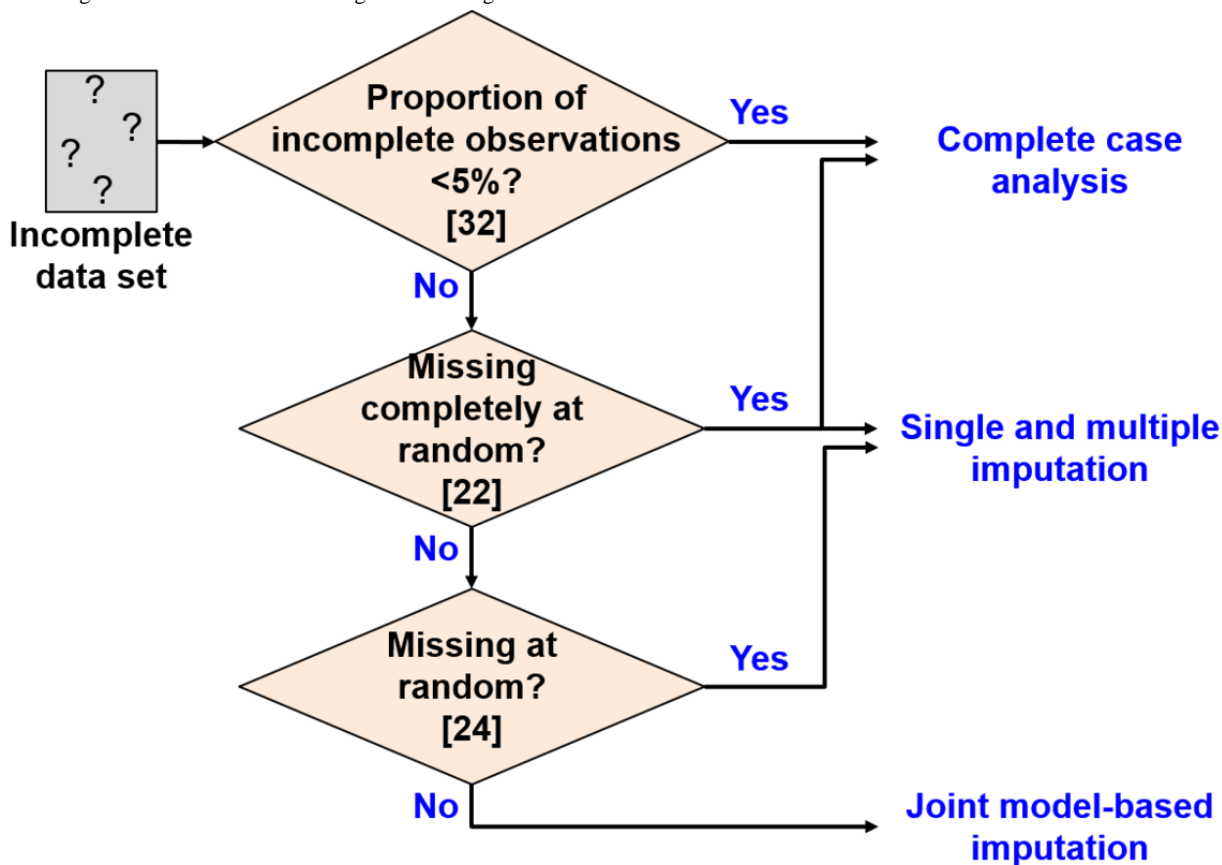 ?
?
?
?
Incomplete
data set
Proportion of
incomplete observations
<5%?
[32]
Yes
Complete case
analysis
No
Missing
completely at
random?
[22]
Yes
Single and multiple
imputation
No
Missing at
random?
[24]
Yes
No
Joint model-based
imputation